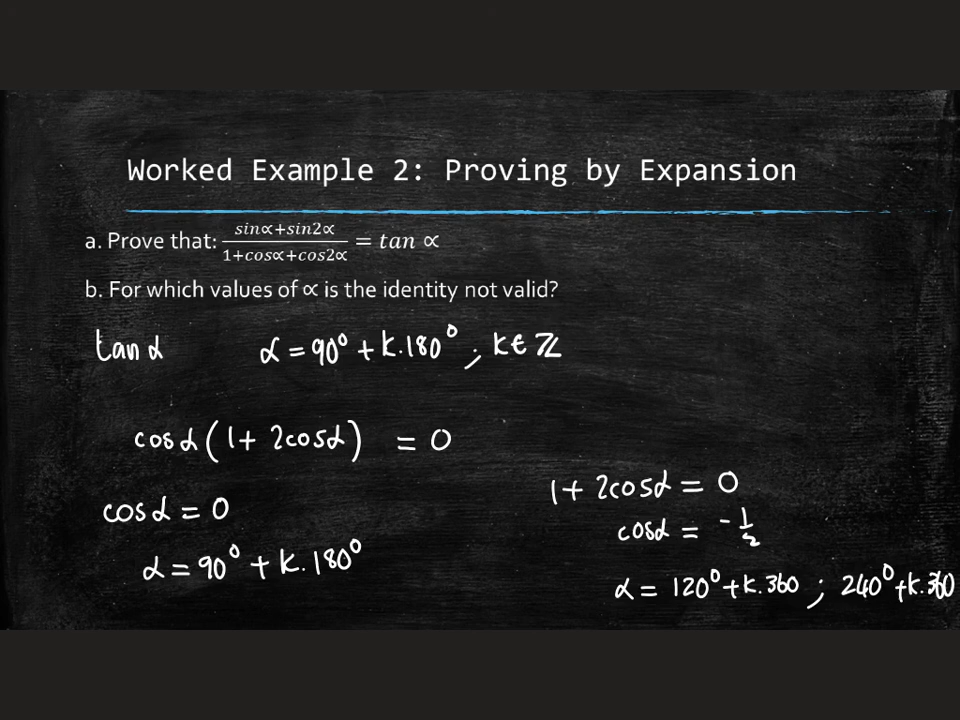 Worked Example 2: Proving by Expansion
a. Prove that: (sin∝+sin2∝)/(1+cos∝+cos2∝) = tan ∝
b. For which values of ∝ is the identity not valid?
tan α α = 90° + k.180° ; k ∈ ℤ
cos α (1 + 2cos α) = 0
1 + 2cos α = 0
cos α = 0
cos α = -1/2
α = 90° + k.180°
α = 120° + k.360 ; 240° + k.360